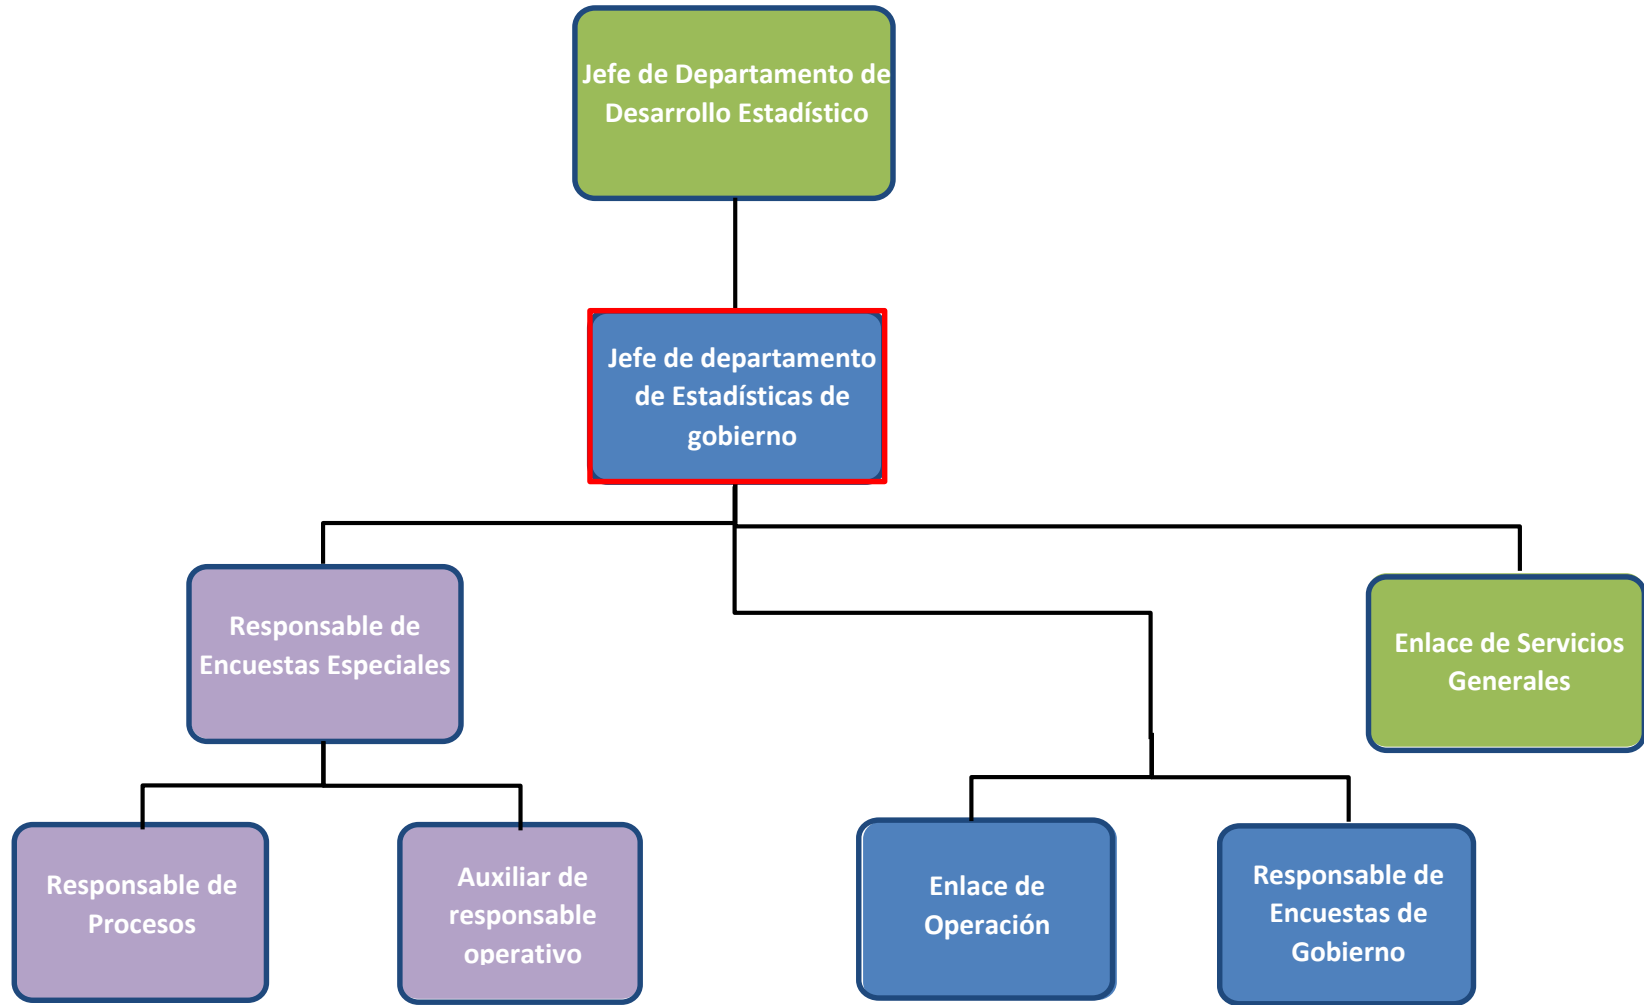 Jefe de Departamento de
Desarrollo Estadístico
Jefe de departamento
de Estadísticas de
gobierno
Responsable de
Encuestas Especiales
Enlace de Servicios
Generales
Responsable de
Procesos
Auxiliar de
responsable
operativo
Enlace de
Operación
Responsable de
Encuestas de
Gobierno